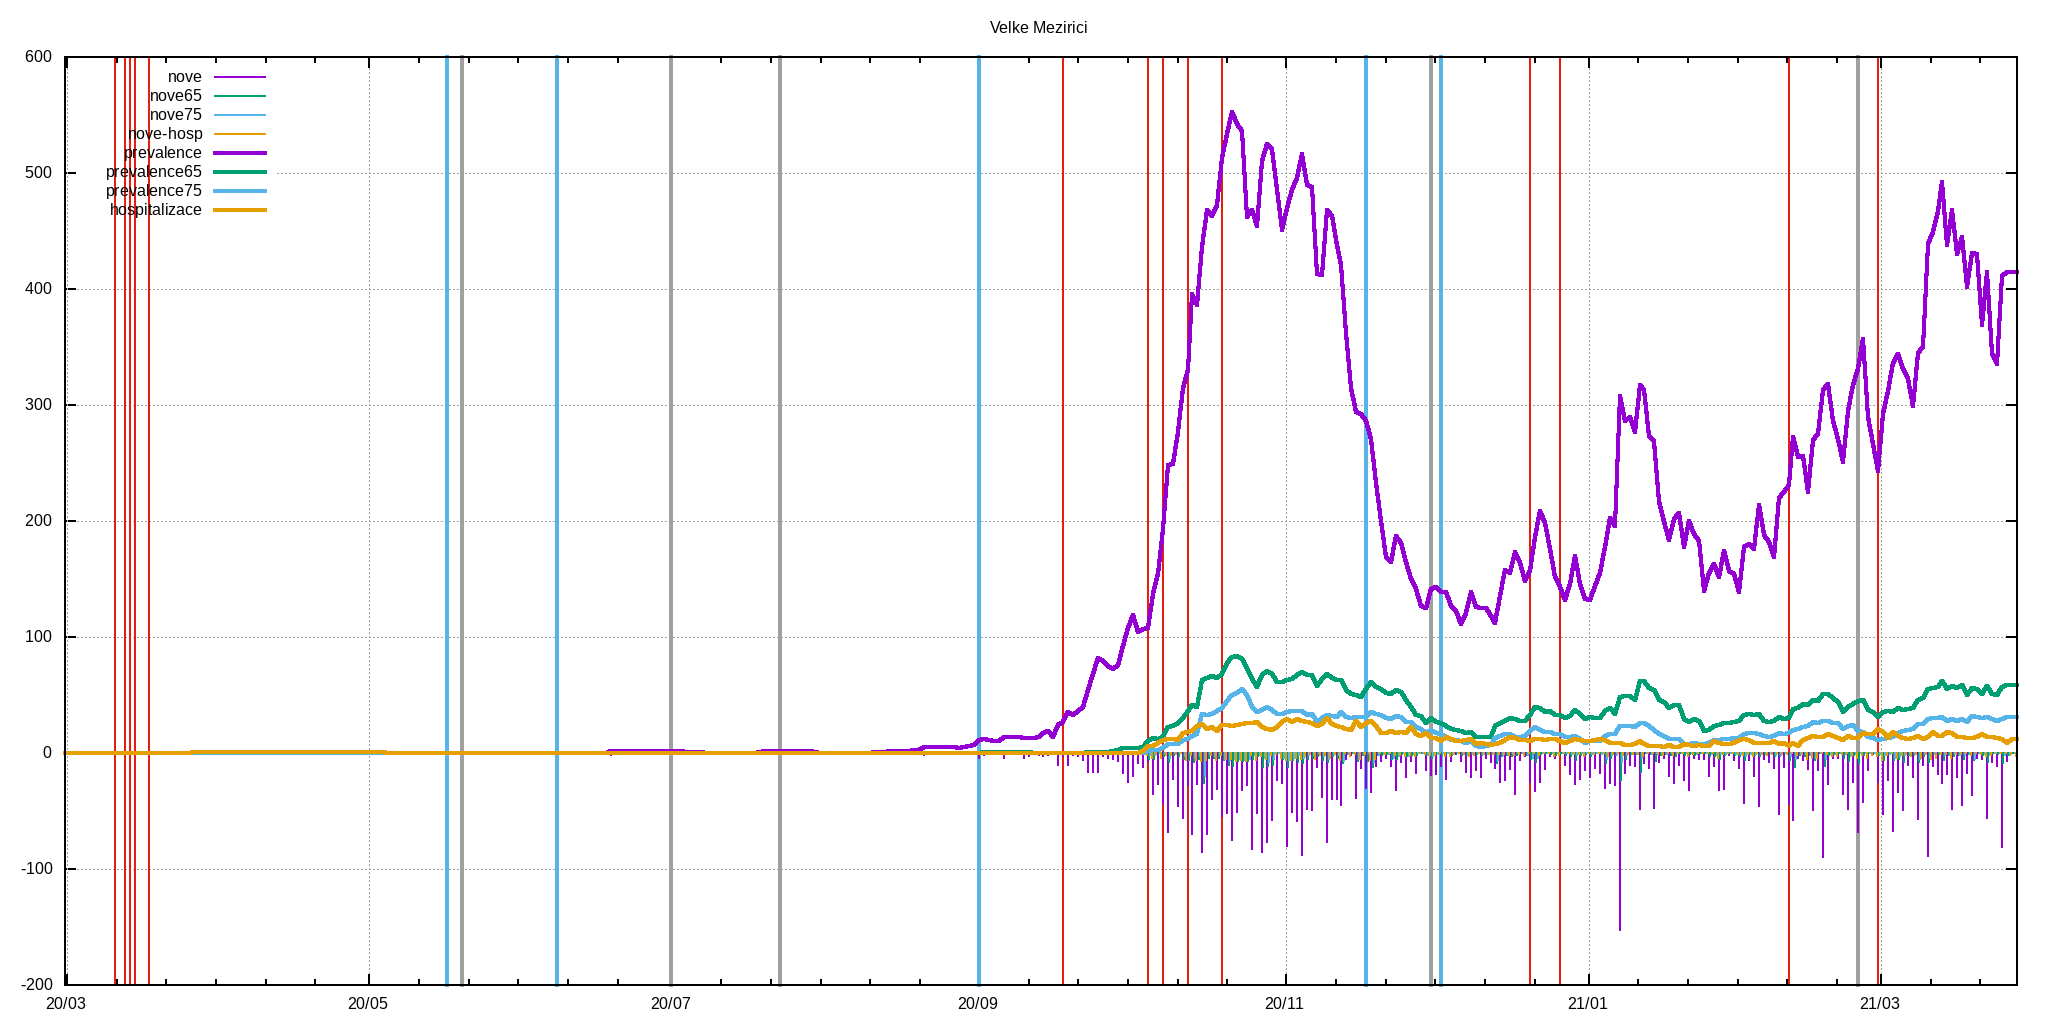 Velke Mezirici
600
500
400
300
200
100
0
-100
-200
nove
nove65
nove75
nove-hosp
prevalence
prevalence65
prevalence75
hospitalizace
20/03
20/05
20/07
20/09
20/11
21/01
21/03